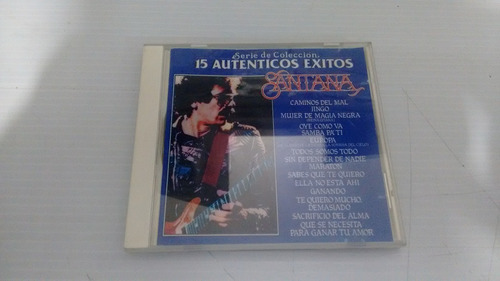 Serie de Coleccion
15 AUTENTICOS EXITOS
SANTANA
CAMINOS DEL MAL
JINGO
MUJER DE MAGIA NEGRA
OYE COMO VA
SAMBA PA TI
EUROPA
TODOS SOMOS TODO
SIN DEPENDER DE NADIE
MARATON
SABES QUE TE QUIERO
ELLA NO ESTA AHI
GANANDO
TE QUIERO MUCHO
DEMASIADO
SACRIFICIO DEL ALMA
QUE SE NECESITA
PARA GANAR TU AMOR